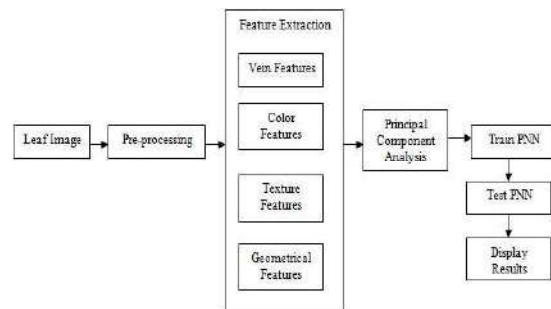 Feature Extraction
Vein Features
Color
Features
Texture
Features
Geometrical
Features
Leaf Image
Pre-processing
Principal
Component
Analysis
Train PNN
Test PNN
Display
Results